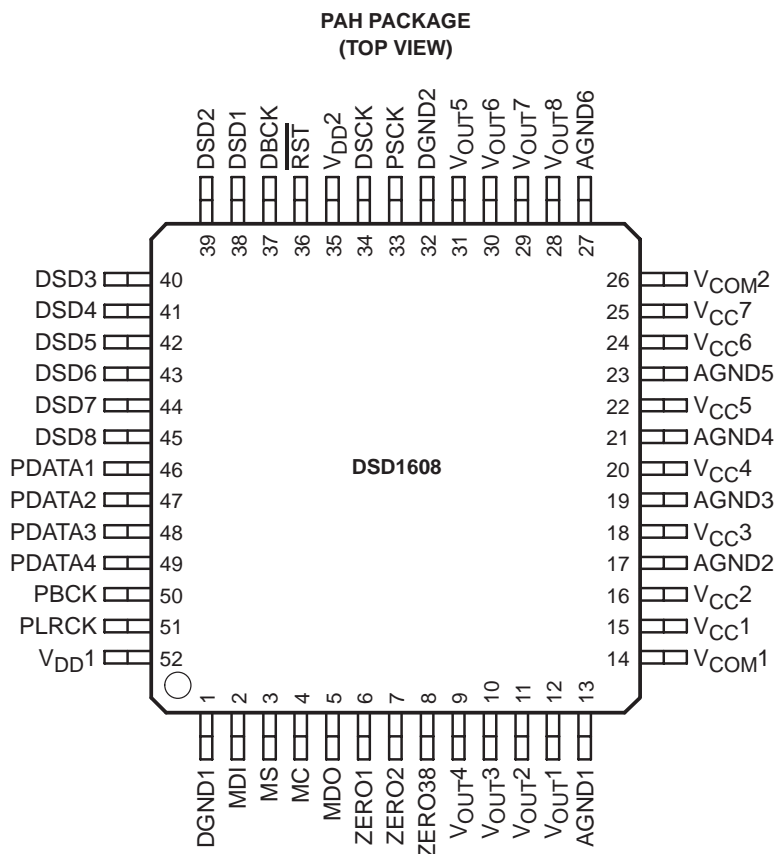 PAH PACKAGE
(TOP VIEW)
DSD2
DSD1
DBCK
RST
VDD2
DSCK
PSCK
DGND2
VOUT5
VOUT6
VOUT7
VOUT8
AGND6
39 38 37 36 35 34 33 32 31 30 29 28 27
DSD3 40 26 VCOM2
DSD4 41 25 VCC7
DSD5 42 24 VCC6
DSD6 43 23 AGND5
DSD7 44 22 VCC5
DSD8 45 21 AGND4
PDATA1 46 DSD1608 20 VCC4
PDATA2 47 19 AGND3
PDATA3 48 18 VCC3
PDATA4 49 17 AGND2
PBCK 50 16 VCC2
PLRCK 51 15 VCC1
VDD1 52 14 VCOM1
1 2 3 4 5 6 7 8 9 10 11 12 13
DGND1
MDI
MS
MC
MDO
ZERO1
ZERO2
ZERO38
VOUT4
VOUT3
VOUT2
VOUT1
AGND1